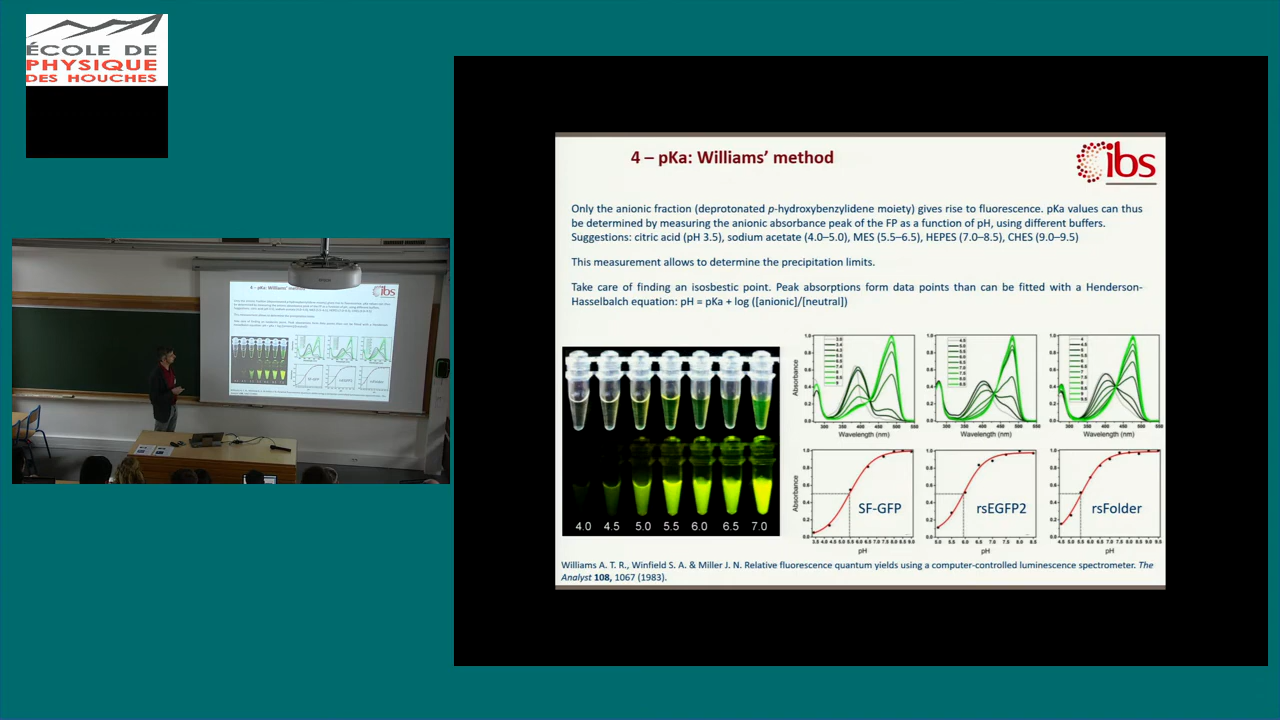 ÉCOLE DE
PHYSIQUE
DES HOUCHES
4 – pKa: Williams' method
ibs
Only the anionic fraction (deprotonated p-hydroxybenzylidene moiety) gives rise to fluorescence. pKa values can thus
be determined by measuring the anionic absorbance peak of the FP as a function of pH, using different buffers.
Suggestions: citric acid (pH 3.5), sodium acetate (4.0–5.0), MES (5.5–6.5), HEPES (7.0–8.5), CHES (9.0–9.5)
This measurement allows to determine the precipitation limits.
Take care of finding an isosbestic point. Peak absorptions form data points than can be fitted with a Henderson-
Hasselbalch equation: pH = pKa + log ([anionic]/[neutral])
Absorbance
Wavelength (nm)
Wavelength (nm)
Wavelength (nm)
Absorbance
SF-GFP
rsEGFP2
rsFolder
pH
pH
pH
4.0 4.5 5.0 5.5 6.0 6.5 7.0
Williams A. T. R., Winfield S. A. & Miller J. N. Relative fluorescence quantum yields using a computer-controlled luminescence spectrometer. The
Analyst 108, 1067 (1983).